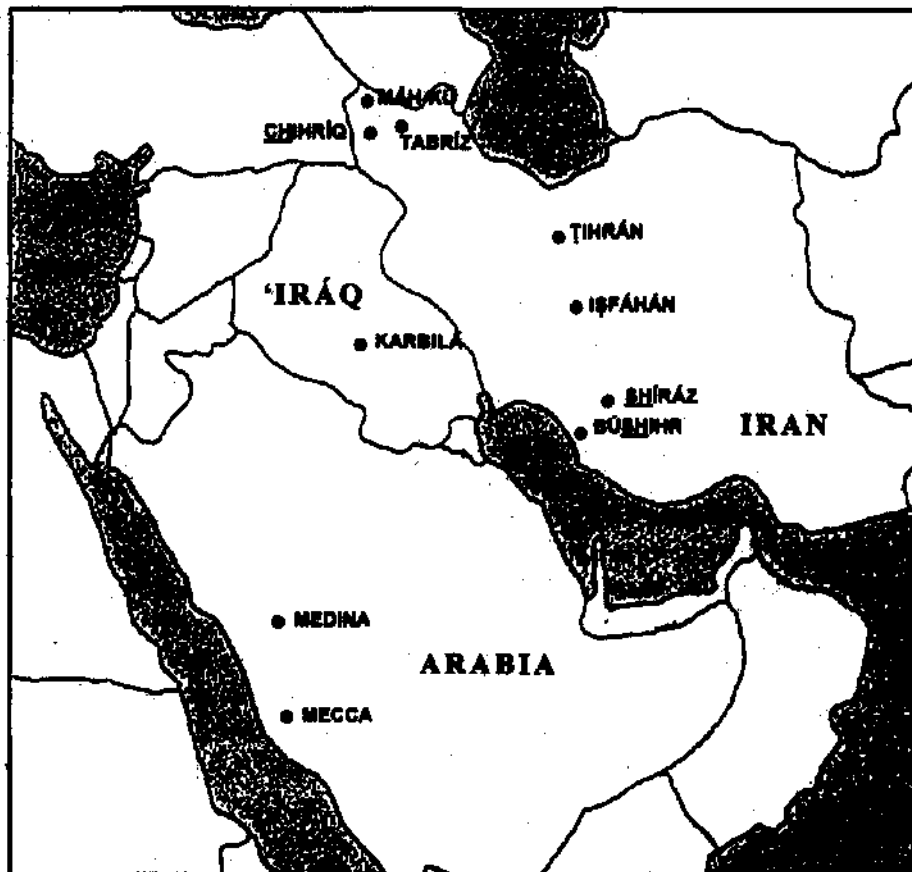 MÁH-KÚ
CHIHRÍQ
TABRÍZ
ṬIHRÁN
'IRÁQ
IṢFÁHÁN
KARBILÁ
SHÍRÁZ
BÚSHIHR
IRAN
MEDINA
ARABIA
MECCA